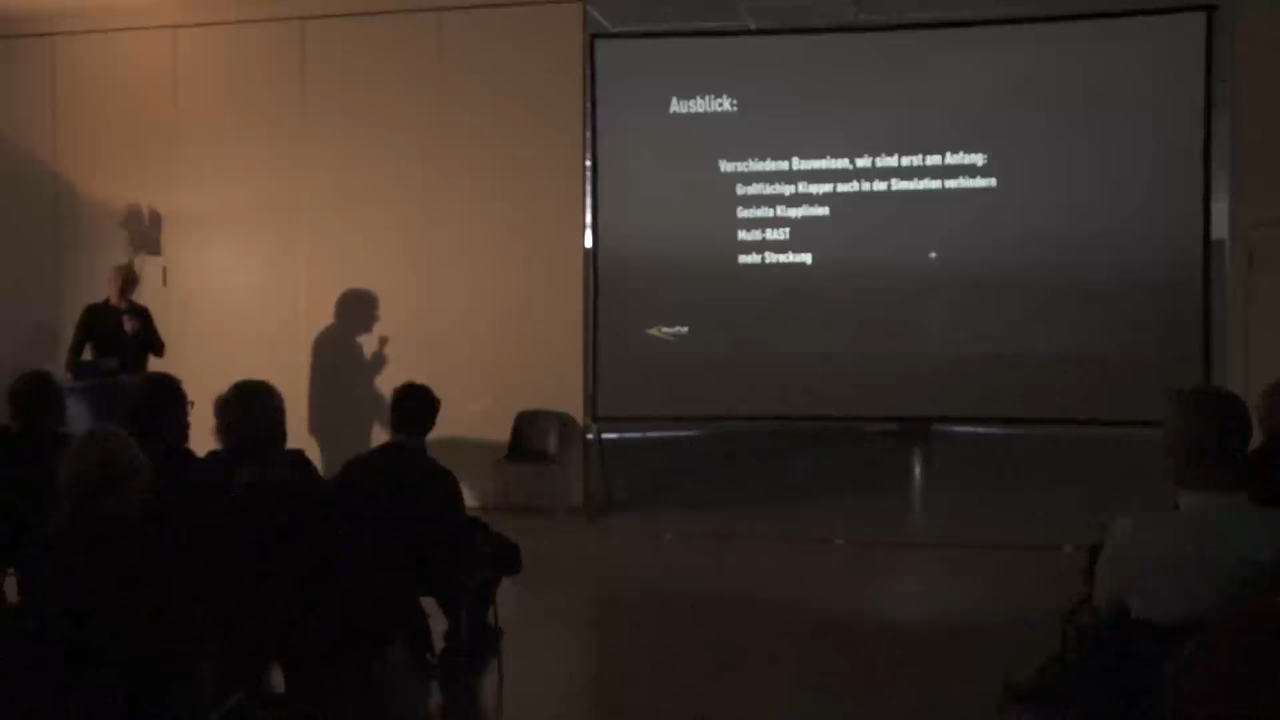 Ausblick:
Verschiedene Bauweisen, wir sind erst am Anfang:
Großflächige Klapper auch in der Simulation verhindern
Gezielte Klapplinien
Multi-RAST
mehr Streckung